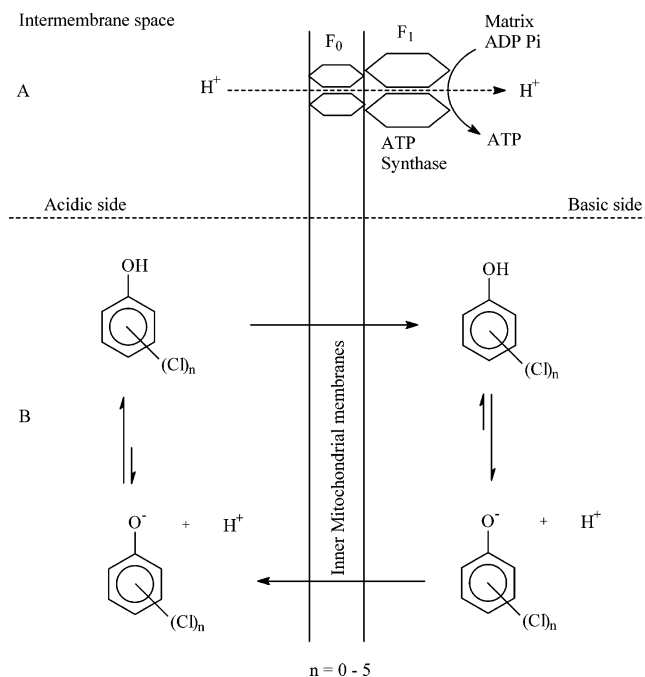 Intermembrane space
F0
F1
Matrix
ADP Pi
A
H+
H+
ATP
Synthase
ATP
Acidic side
Basic side
OH
(Cl)n
OH
(Cl)n
B
Inner Mitochondrial membranes
O-
+
H+
(Cl)n
O-
+
H+
(Cl)n
n = 0 - 5